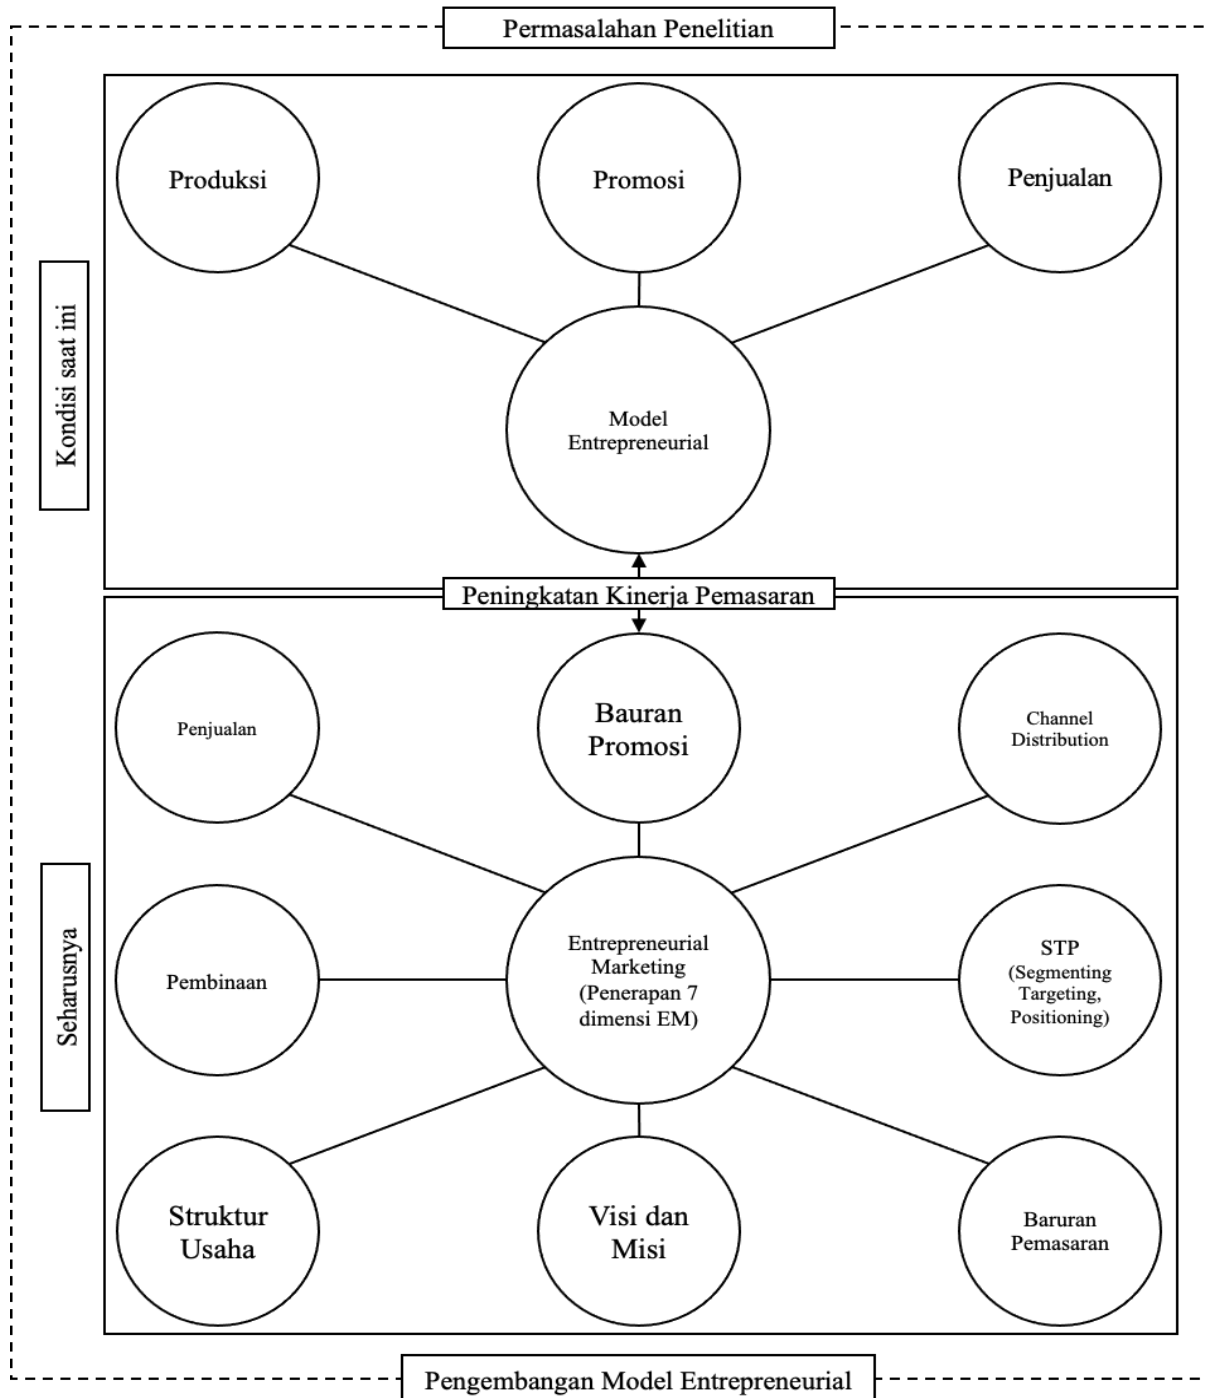 Permasalahan Penelitian
Produksi
Promosi
Penjualan
Kondisi saat ini
Model
Entrepreneurial
Peningkatan Kinerja Pemasaran
Penjualan
Bauran
Promosi
Channel
Distribution
Seharusnya
Pembinaan
Entrepreneurial
Marketing
(Penerapan 7
dimensi EM)
STP
(Segmenting
Targeting,
Positioning)
Struktur
Usaha
Visi dan
Misi
Baruran
Pemasaran
Pengembangan Model Entrepreneurial